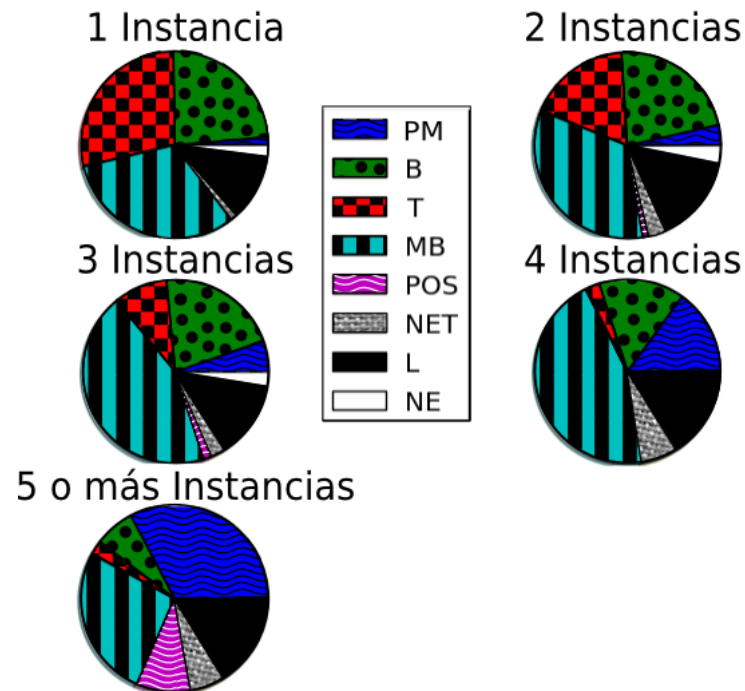 1 Instancia
2 Instancias
PM
B
T
MB
POS
NET
L
NE
3 Instancias
4 Instancias
5 o más Instancias